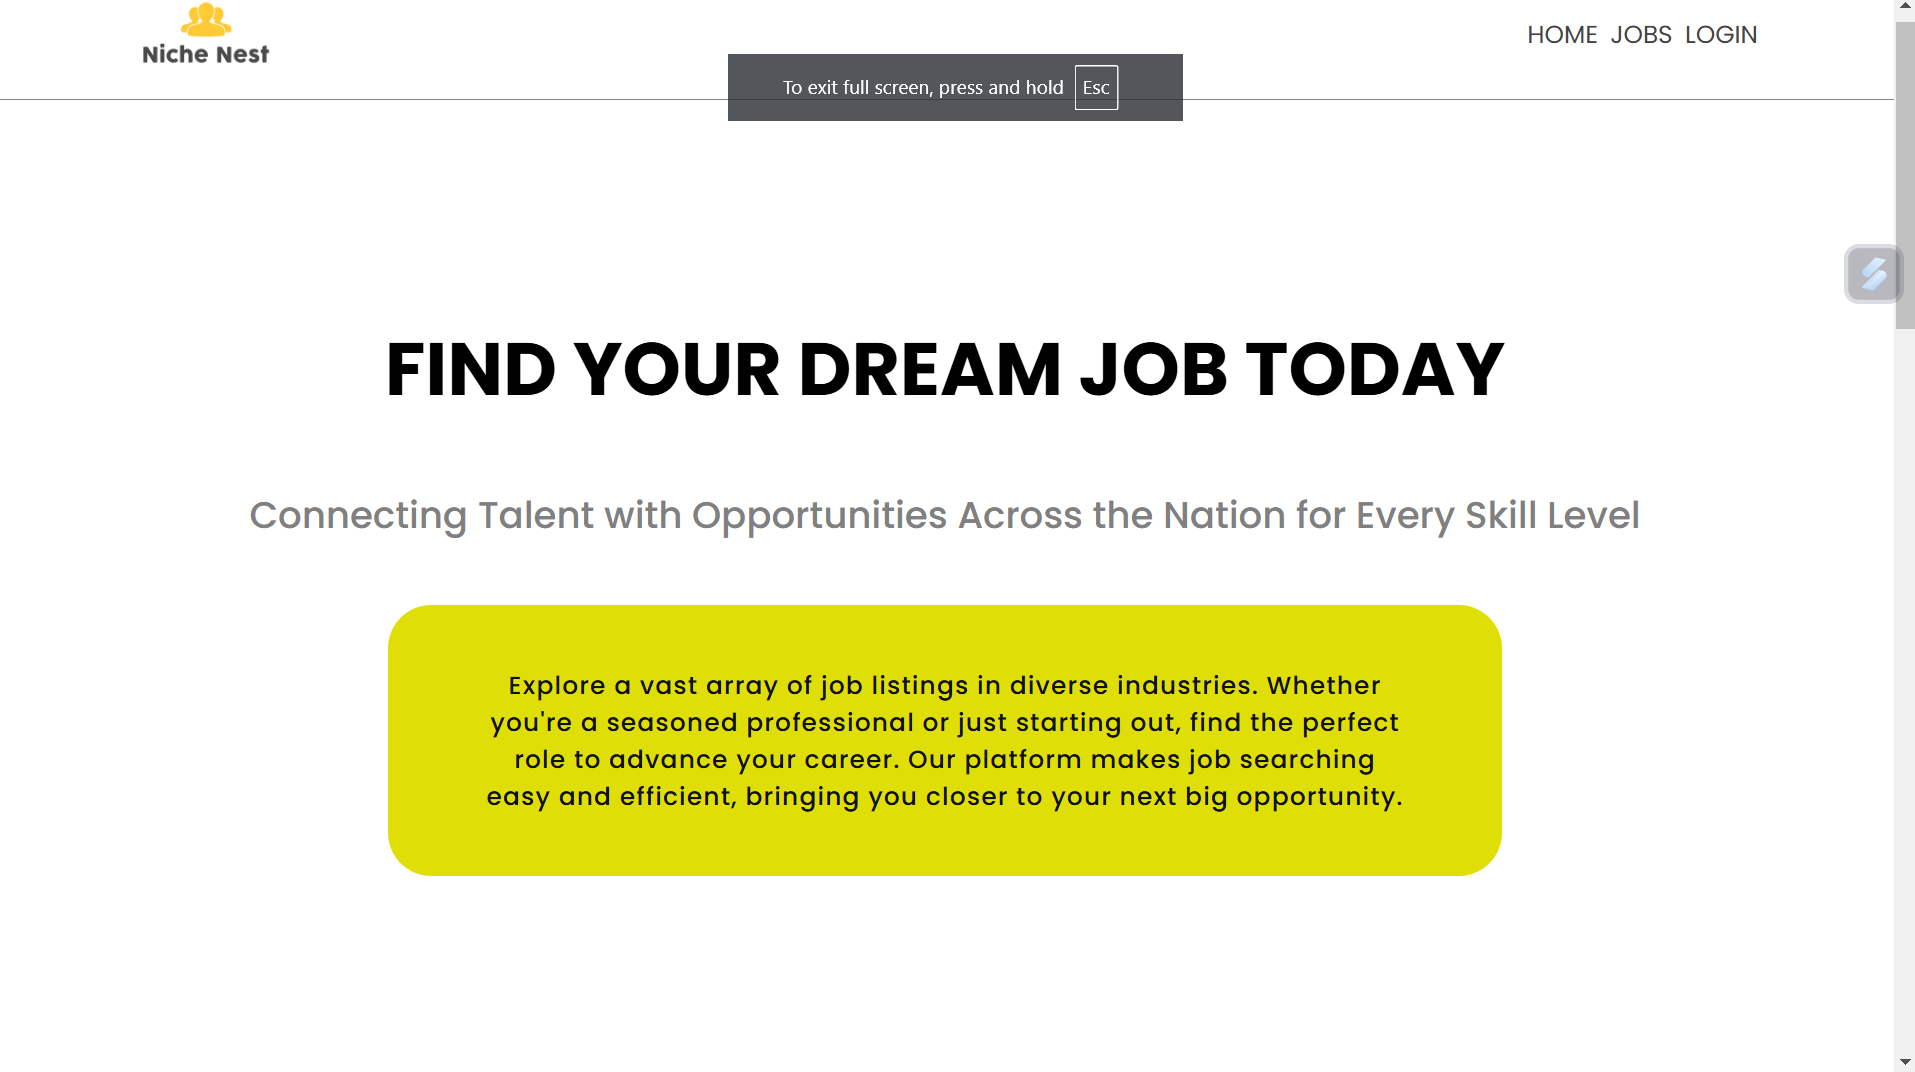 Niche Nest
HOME JOBS LOGIN
To exit full screen, press and hold Esc
FIND YOUR DREAM JOB TODAY
Connecting Talent with Opportunities Across the Nation for Every Skill Level
Explore a vast array of job listings in diverse industries. Whether
you're a seasoned professional or just starting out, find the perfect
role to advance your career. Our platform makes job searching
easy and efficient, bringing you closer to your next big opportunity.